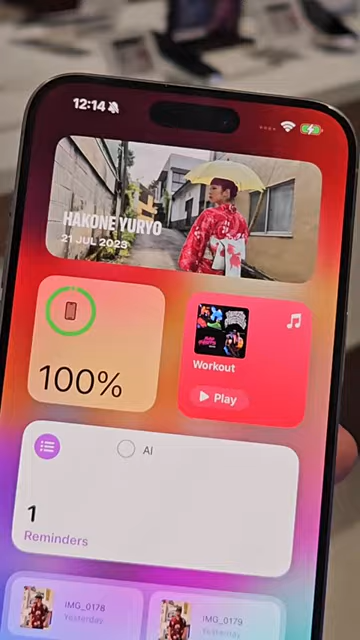 12:14
HAKONE YURYO
21 JUL 2023
100%
Workout
Play
AI
1
Reminders
IMG_0178
Yesterday
IMG_0179
Yesterday